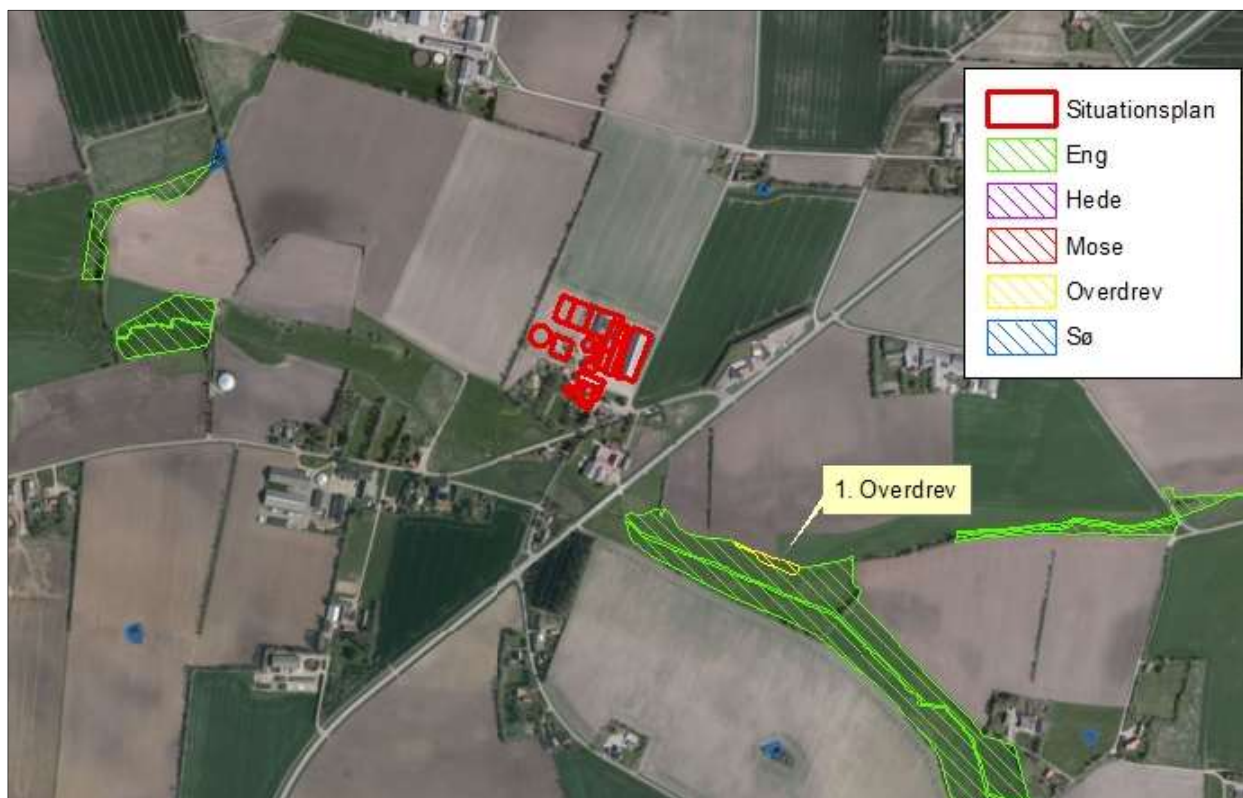 Situationsplan
Eng
Hede
Mose
Overdrev
Sø
1. Overdrev